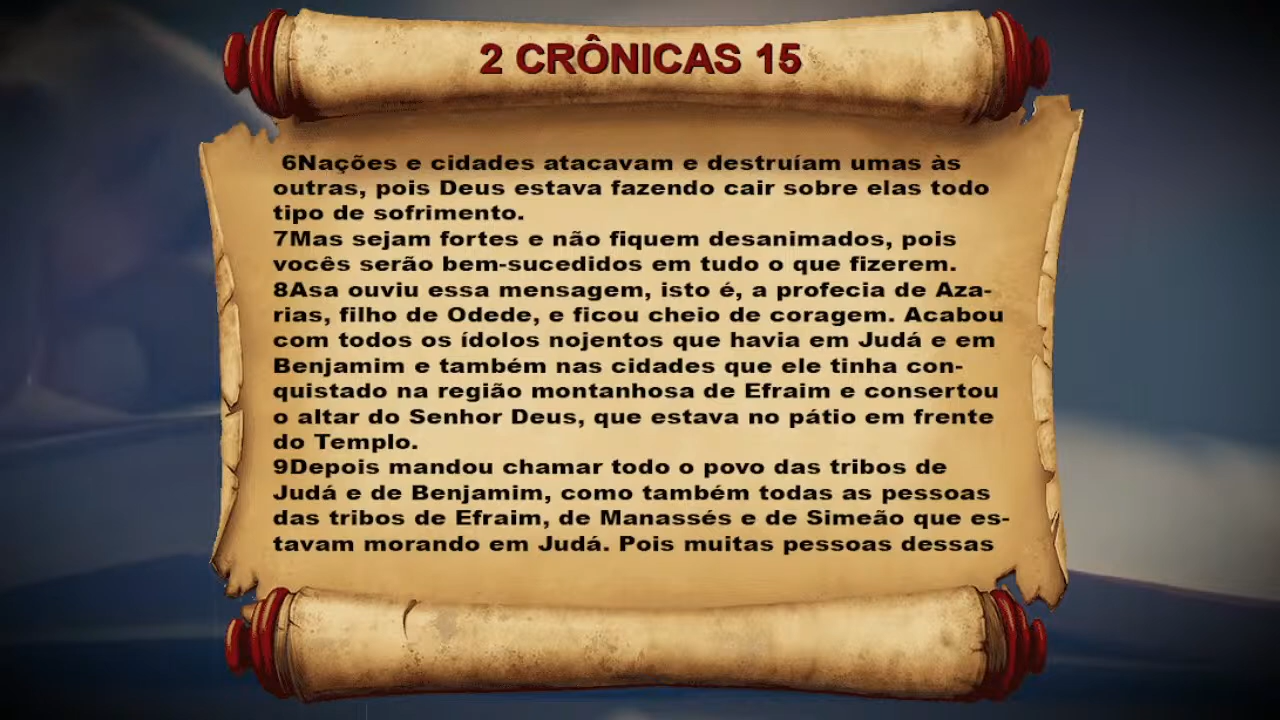 2 CRÔNICAS 15
6Nações e cidades atacavam e destruíam umas às
outras, pois Deus estava fazendo cair sobre elas todo
tipo de sofrimento.
7Mas sejam fortes e não fiquem desanimados, pois
vocês serão bem-sucedidos em tudo o que fizerem.
8Asa ouviu essa mensagem, isto é, a profecia de Aza-
rias, filho de Odede, e ficou cheio de coragem. Acabou
com todos os ídolos nojentos que havia em Judá e em
Benjamim e também nas cidades que ele tinha con-
quistado na região montanhosa de Efraim e consertou
o altar do Senhor Deus, que estava no pátio em frente
do Templo.
9Depois mandou chamar todo o povo das tribos de
Judá e de Benjamim, como também todas as pessoas
das tribos de Efraim, de Manassés e de Simeão que es-
tavam morando em Judá. Pois muitas pessoas dessas